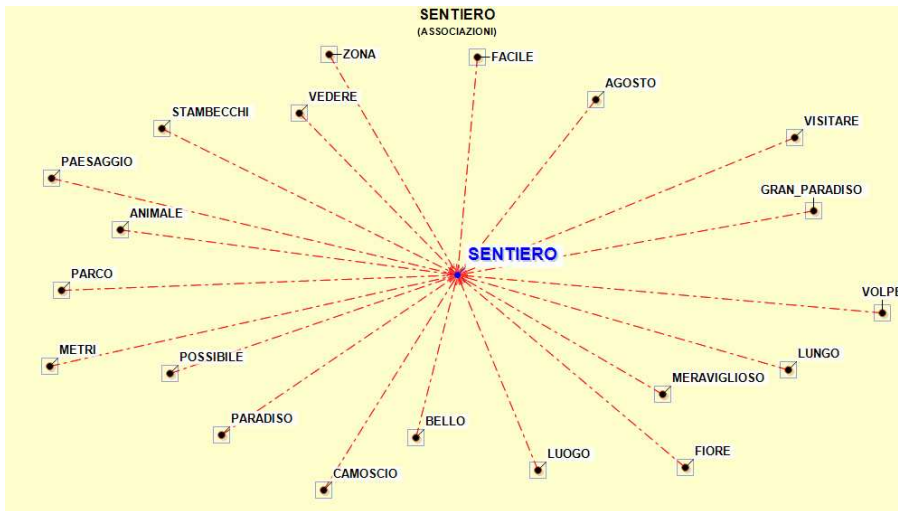 SENTIERO
(ASSOCIAZIONI)
ZONA
FACILE
AGOSTO
VEDERE
STAMBECCHI
VISITARE
PAESAGGIO
GRAN_PARADISO
ANIMALE
SENTIERO
PARCO
VOLPE
METRI
POSSIBILE
LUNGO
MERAVIGLIOSO
PARADISO
BELLO
LUOGO
FIORE
CAMOSCIO